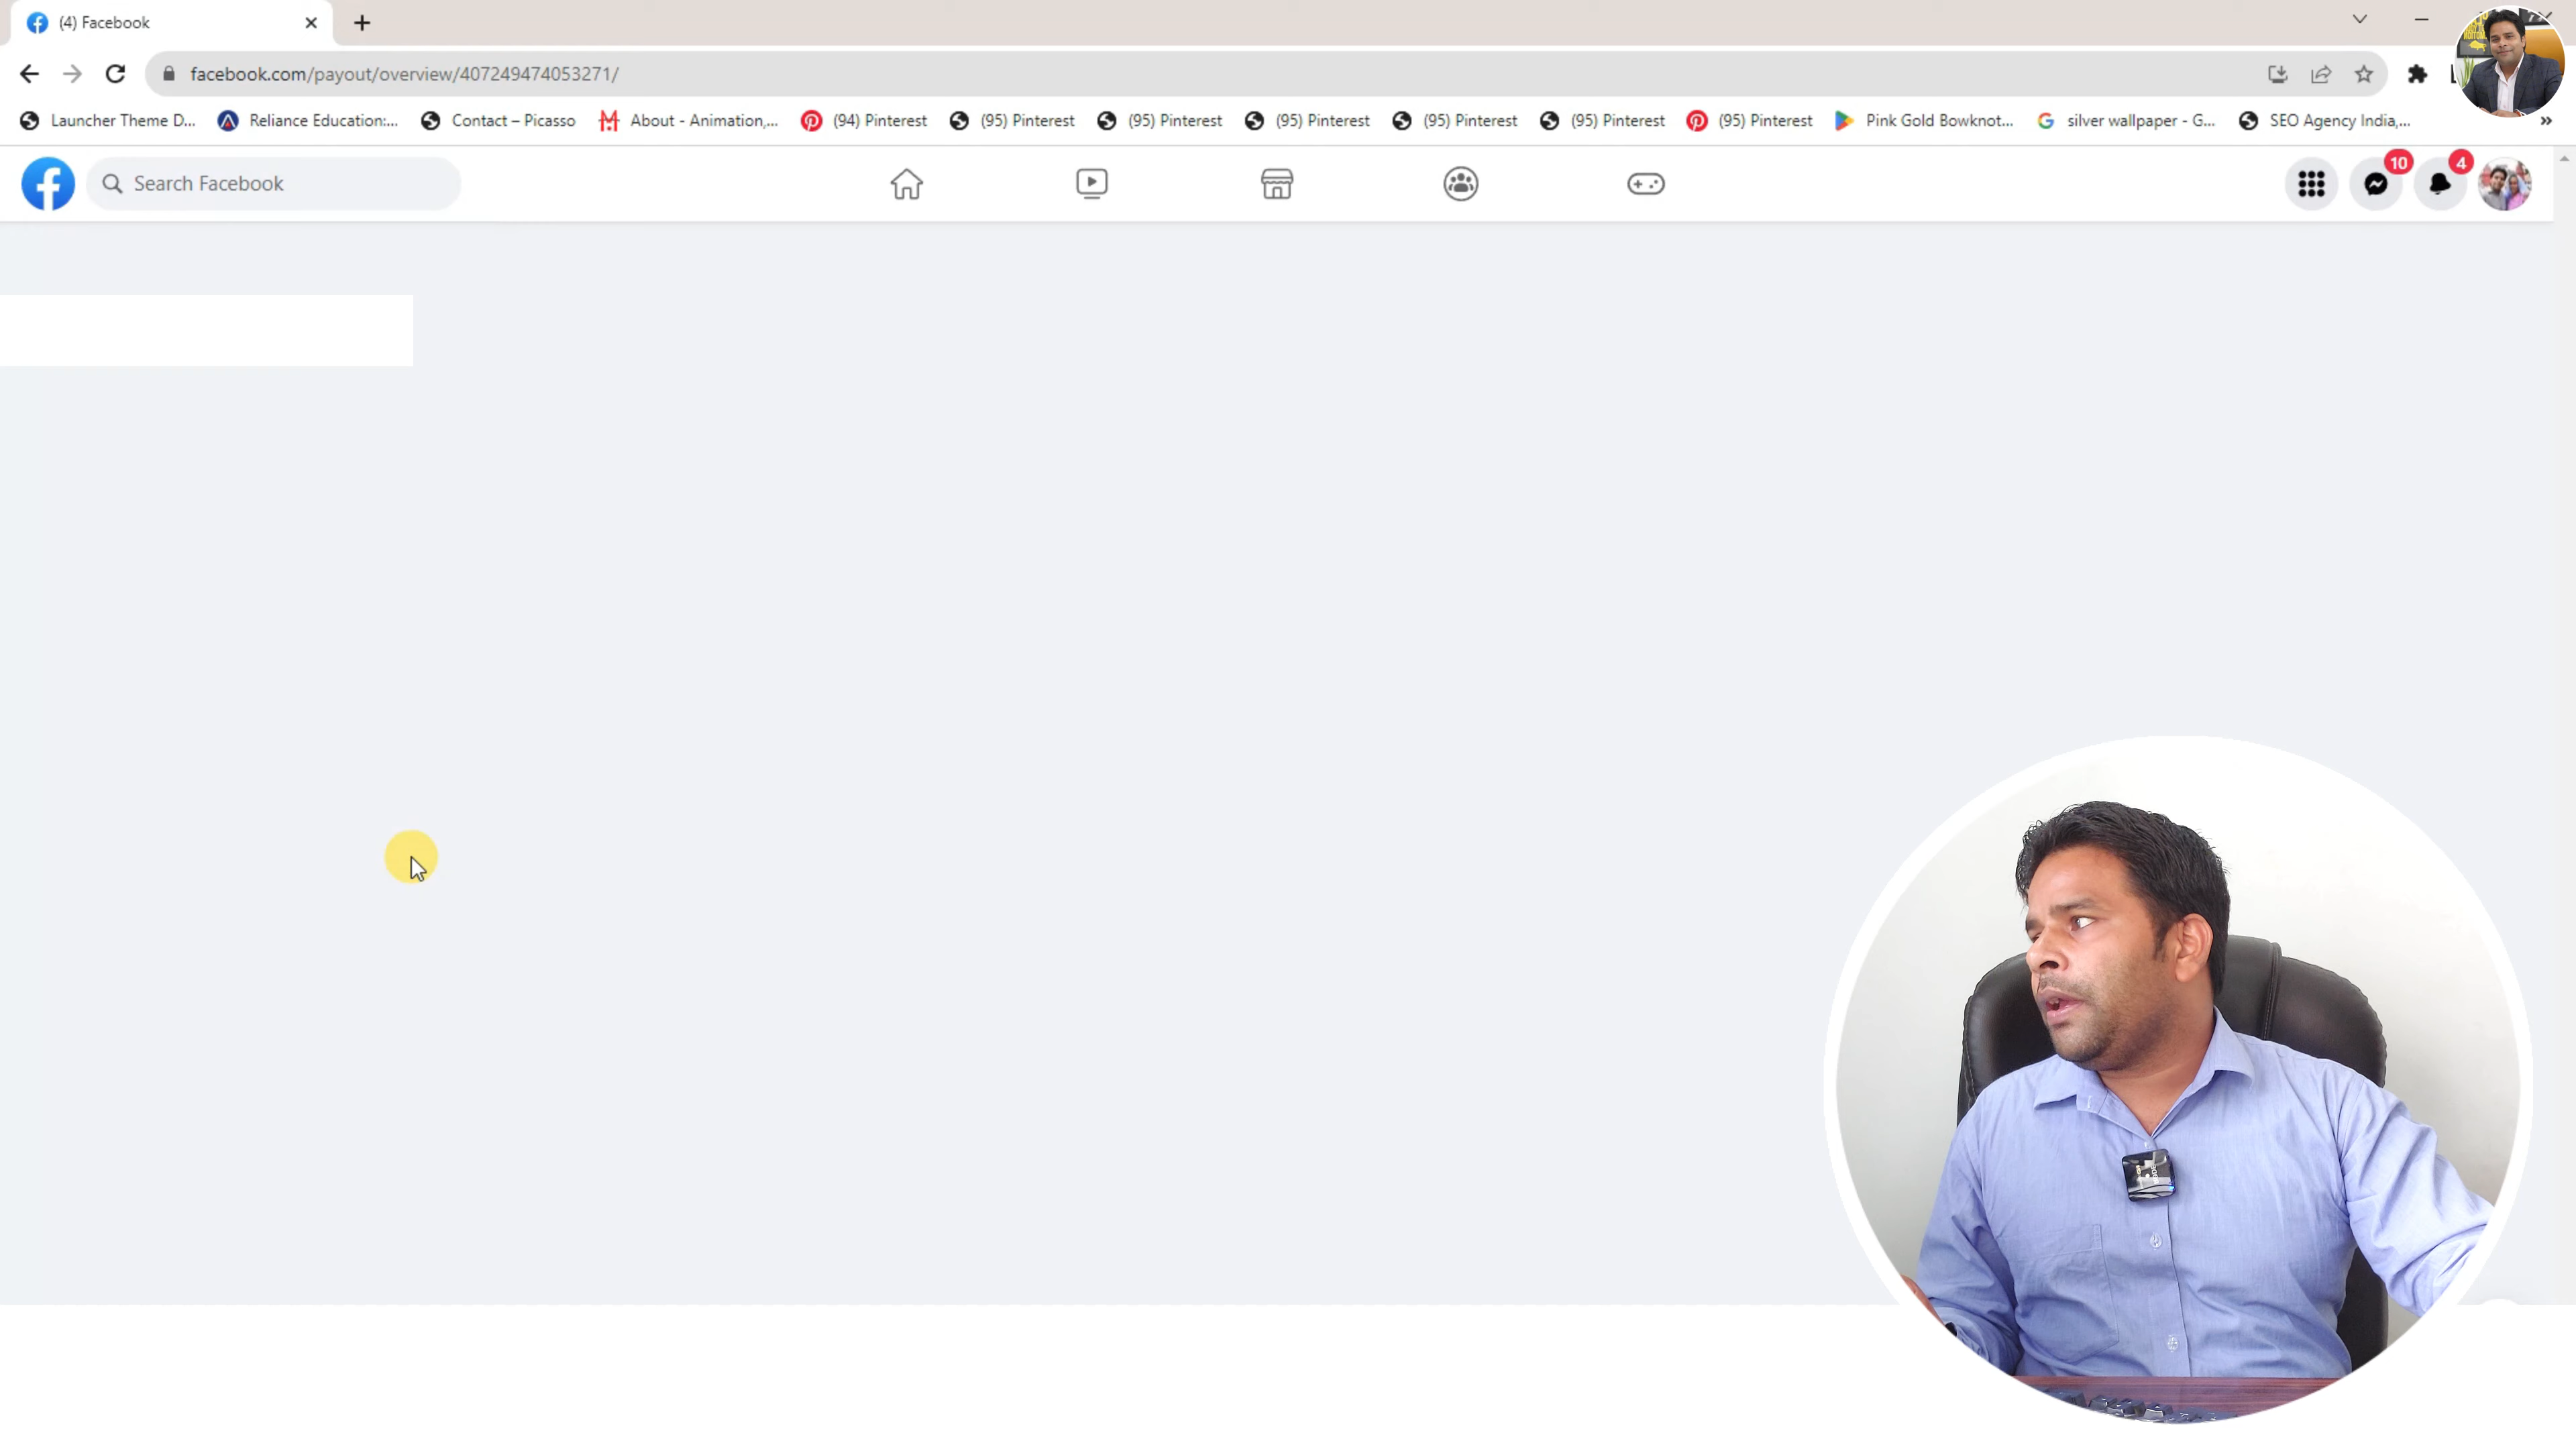 (4) Facebook
facebook.com/payout/overview/407249474053271/
Launcher Theme D... Reliance Education:... Contact – Picasso About - Animation,... (94) Pinterest (95) Pinterest (95) Pinterest (95) Pinterest (95) Pinterest (95) Pinterest (95) Pinterest Pink Gold Bowknot... silver wallpaper - G... SEO Agency India,... »
Search Facebook 10 4